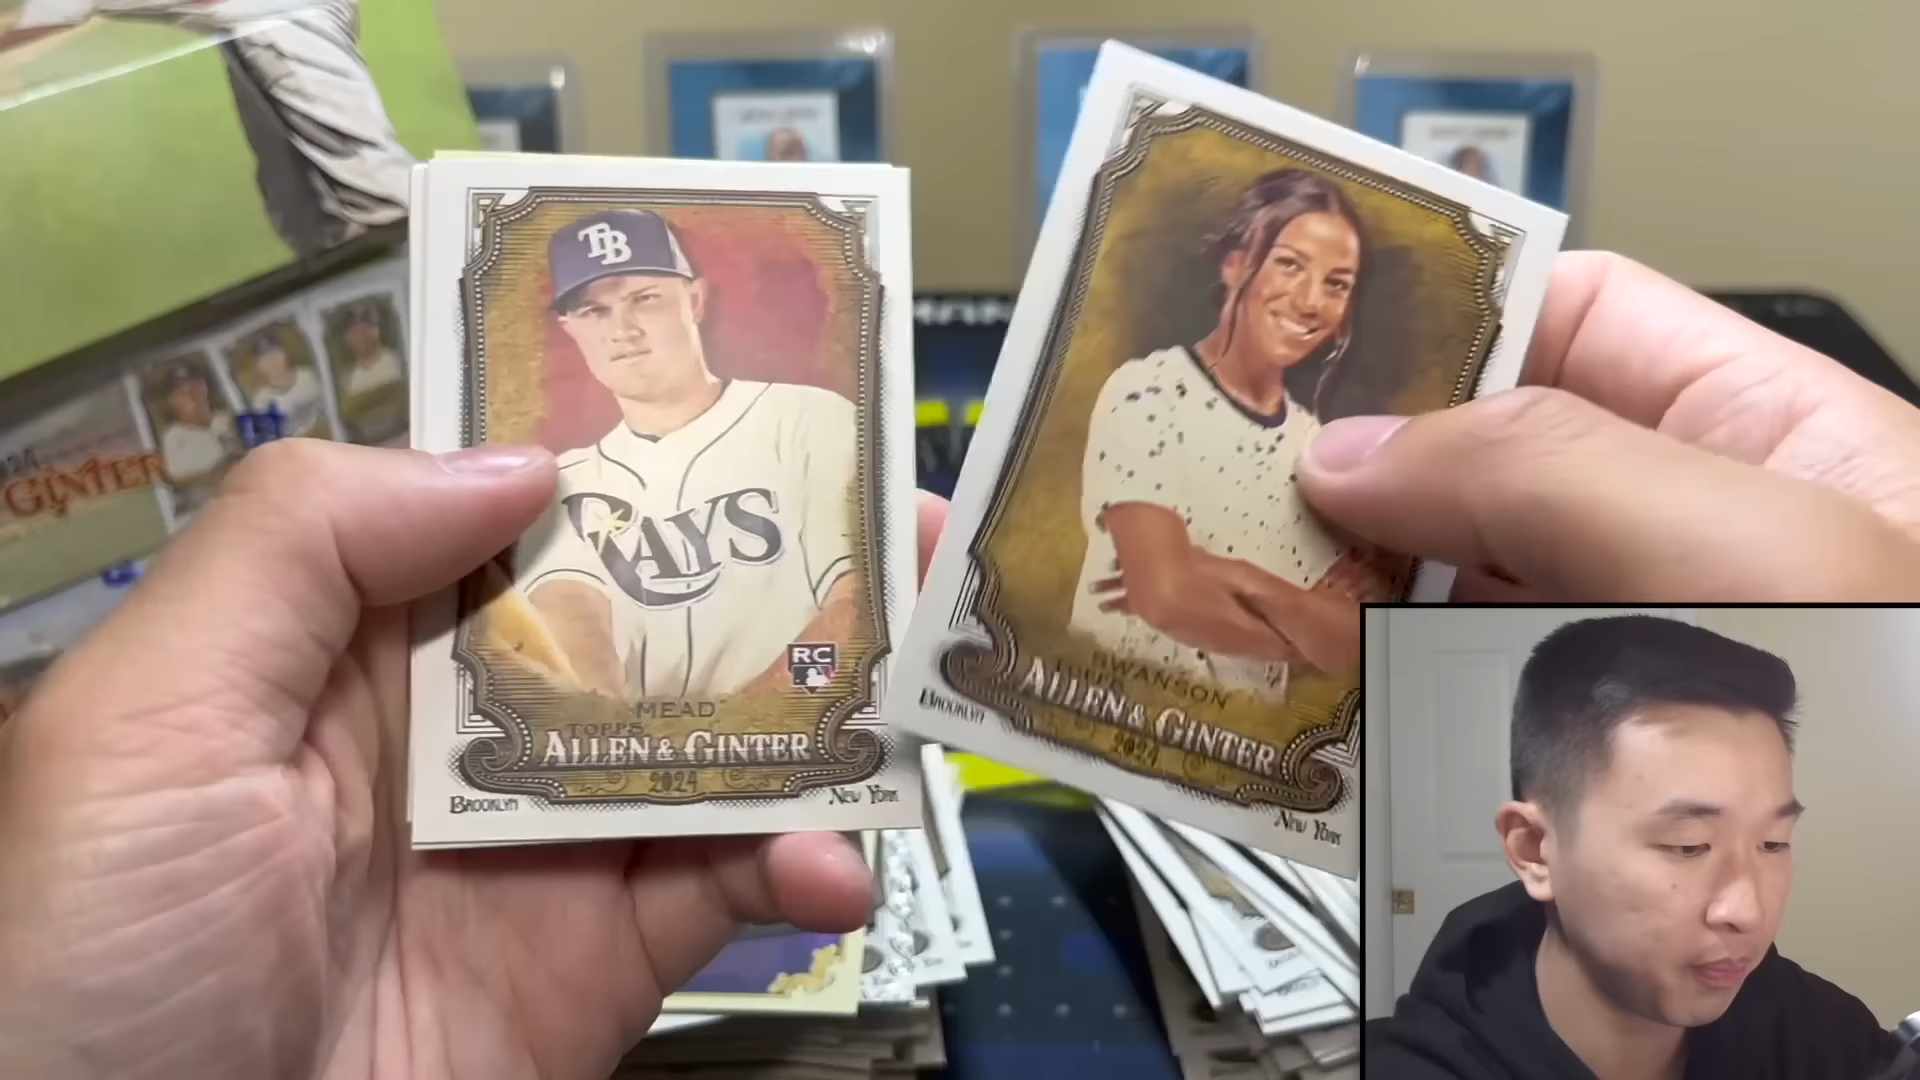 TB
RAYS
RC
MEAD
TOPPS
ALLEN & GINTER
2024
BROOKLYN
NEW YORK
SWANSON
ALLEN & GINTER
2024
BROOKLYN
NEW YORK
GINTER